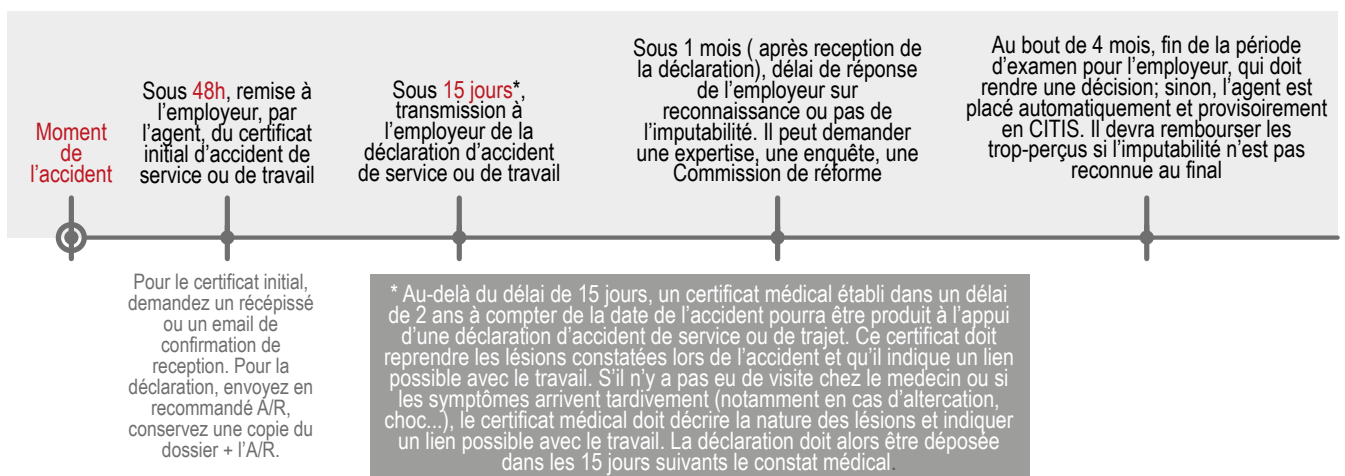 Moment
de
l’accident
Sous 48h, remise à
l’employeur, par
l’agent, du certificat
initial d’accident de
service ou de travail
Sous 15 jours*,
transmission à
l’employeur de la
déclaration d’accident
de service ou de travail
Sous 1 mois ( après reception de
la déclaration), délai de réponse
de l’employeur sur
reconnaissance ou pas de
l’imputabilité. Il peut demander
une expertise, une enquête, une
Commission de réforme
Au bout de 4 mois, fin de la période
d’examen pour l’employeur, qui doit
rendre une décision; sinon, l’agent est
placé automatiquement et provisoirement
en CITIS. Il devra rembourser les
trop-perçus si l’imputabilité n’est pas
reconnue au final
Pour le certificat initial,
demandez un récépissé
ou un email de
confirmation de
reception. Pour la
déclaration, envoyez en
recommandé A/R,
conservez une copie du
dossier + l’A/R.
* Au-delà du délai de 15 jours, un certificat médical établi dans un délai
de 2 ans à compter de la date de l’accident pourra être produit à l’appui
d’une déclaration d’accident de service ou de trajet. Ce certificat doit
reprendre les lésions constatées lors de l’accident et qu’il indique un lien
possible avec le travail. S’il n’y a pas eu de visite chez le medecin ou si
les symptômes arrivent tardivement (notamment en cas d’altercation,
choc...), le certificat médical doit décrire la nature des lésions et indiquer
un lien possible avec le travail. La déclaration doit alors être déposée
dans les 15 jours suivants le constat médical.